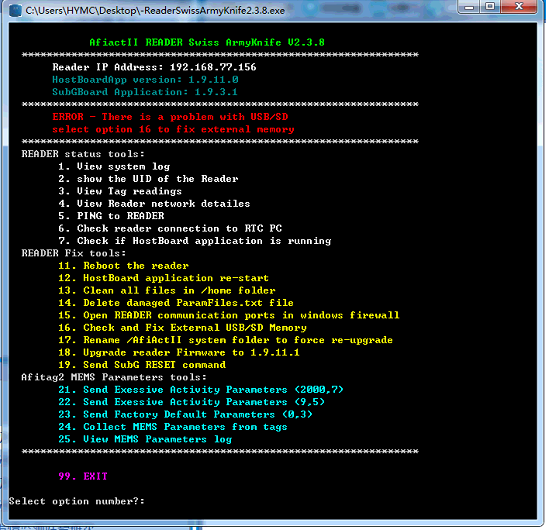 C:\Users\HYMC\Desktop\-ReaderSwissArmyKnife2.3.8.exe
AfiactII READER Swiss ArmyKnife V2.3.8
******************************************************************
Reader IP Address: 192.168.77.156
HostBoardApp version: 1.9.11.0
SubGBoard Application: 1.9.3.1
******************************************************************
ERROR - There is a problem with USB/SD
select option 16 to fix external memory
******************************************************************
READER status tools:
1. View system log
2. show the UID of the Reader
3. View Tag readings
4. View Reader network detailes
5. PING to READER
6. Check reader connection to RTC PC
7. Check if HostBoard application is running
READER Fix tools:
11. Reboot the reader
12. HostBoard application re-start
13. Clean all files in /home folder
14. Delete damaged ParamFiles.txt file
15. Open READER communication ports in windows firewall
16. Check and Fix External USB/SD Memory
17. Rename /AfiActII system folder to force re-upgrade
18. Upgrade reader Firmware to 1.9.11.1
19. Send SubG RESET command
Afitag2 MEMS Parameters tools:
21. Send Exessive Activity Parameters (2000,7)
22. Send Exessive Activity Parameters (9,5)
23. Send Factory Default Parameters (0,3)
24. Collect MEMS Parameters from tags
25. View MEMS Parameters log
******************************************************************
99. EXIT
Select option number?: